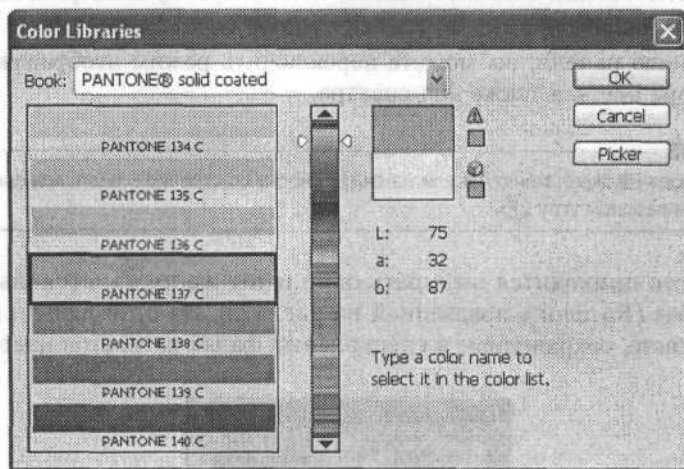 Color Libraries
Book: PANTONE® solid coated
OK
Cancel
Picker
PANTONE 134 C
PANTONE 135 C
PANTONE 136 C
PANTONE 137 C
PANTONE 138 C
PANTONE 139 C
PANTONE 140 C
L: 75
a: 32
b: 87
Type a color name to
select it in the color list.